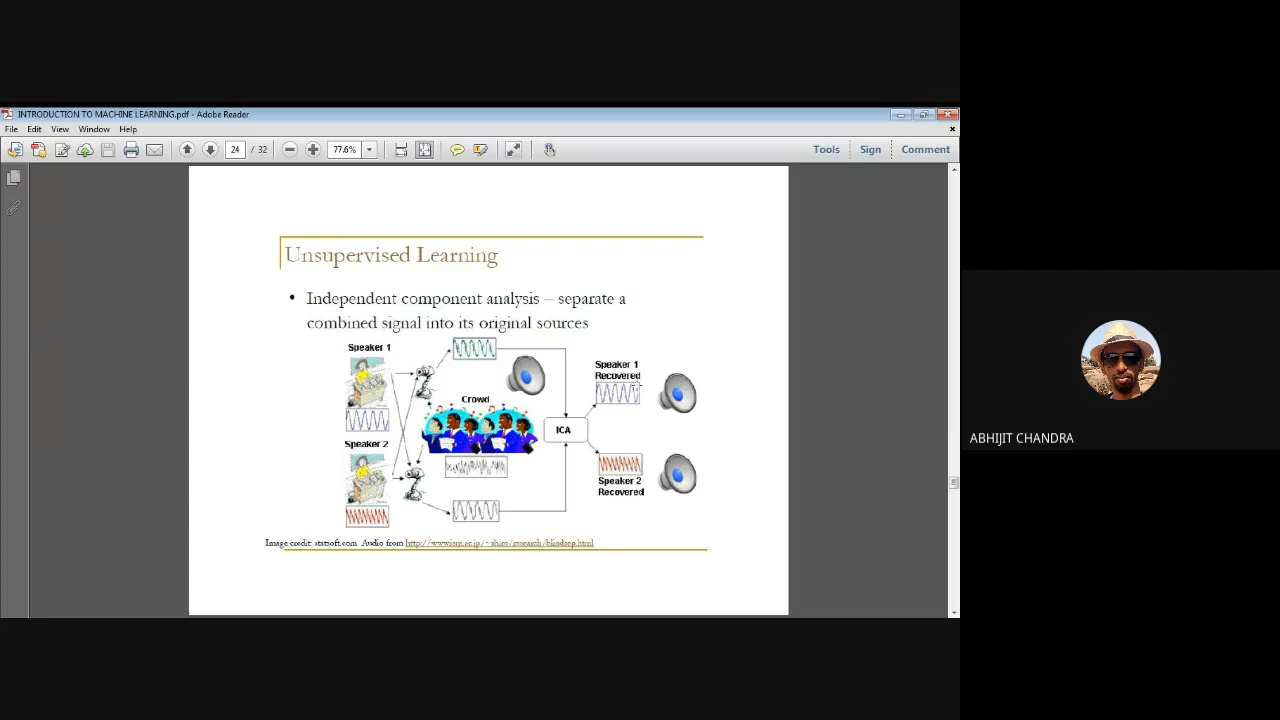 INTRODUCTION TO MACHINE LEARNING.pdf - Adobe Reader
File Edit View Window Help
24 / 32 77.6% Tools Sign Comment
Unsupervised Learning
• Independent component analysis – separate a
combined signal into its original sources
Speaker 1
Speaker 1
Recovered
Crowd
ICA
Speaker 2
Speaker 2
Recovered
Image credit: statsoft.com Audio from
ABHIJIT CHANDRA